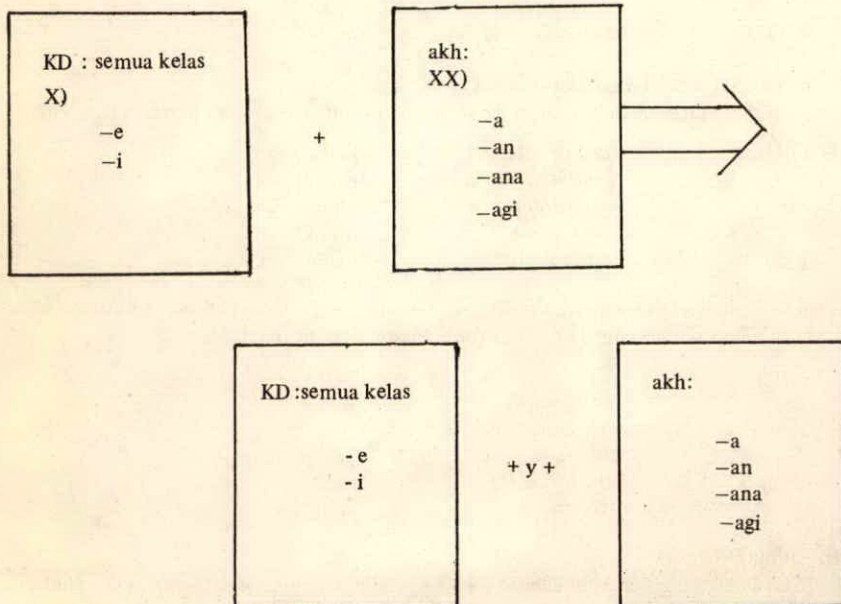 KD : semua kelas
X)
–e
–i
+
akh:
XX)
–a
–an
–ana
–agi
KD :semua kelas
- e
- i
+ y +
akh:
–a
–an
–ana
–agi